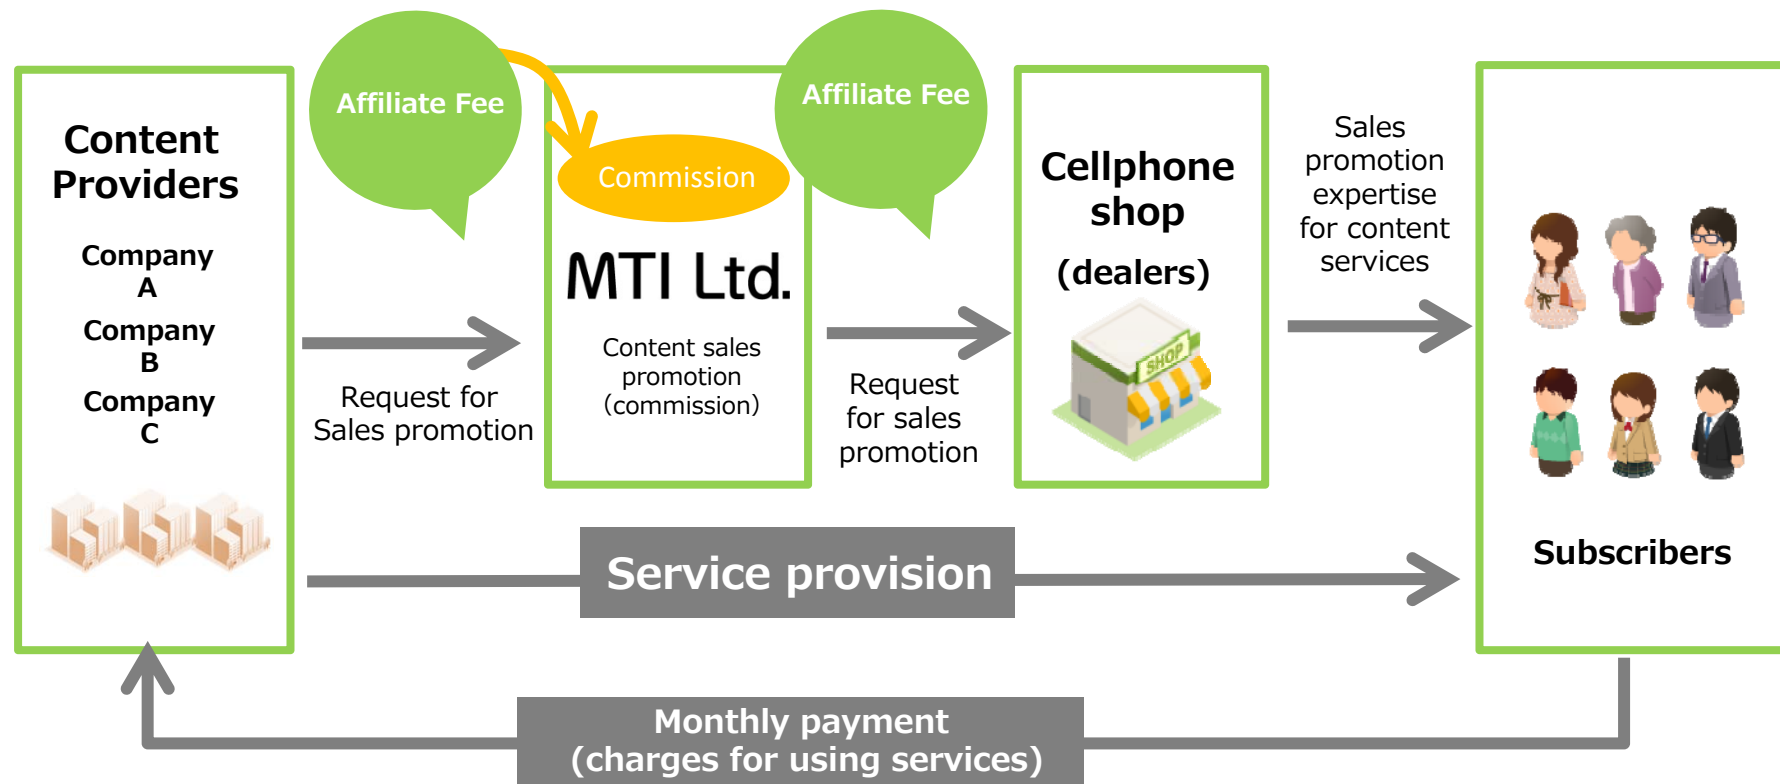 Content
Providers
Company
A
Company
B
Company
C
Affiliate Fee
Request for
Sales promotion
Commission
MTI Ltd.
Content sales
promotion
(commission)
Affiliate Fee
Request
for sales
promotion
Cellphone
shop
(dealers)
SHOP
Sales
promotion
expertise
for content
services
Subscribers
Service provision
Monthly payment
(charges for using services)